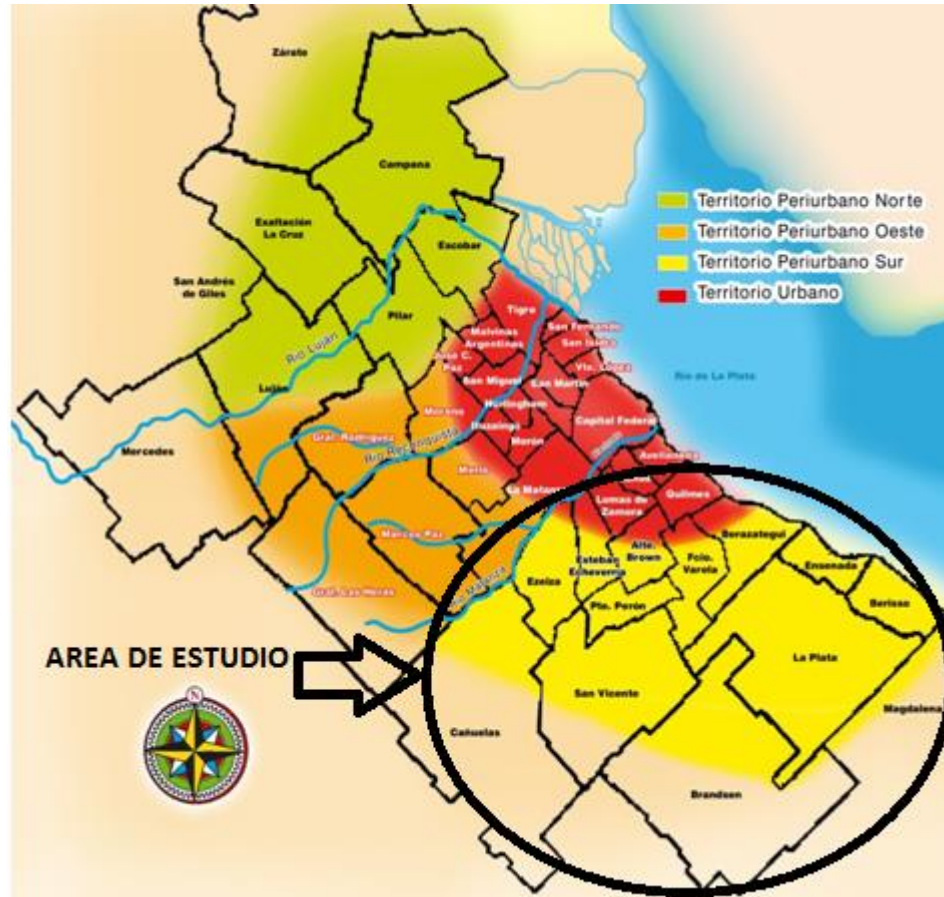 Zárate
Campana
Exaltación
La Cruz
Escobar
San Andrés
de Giles
Pilar
Río Luján
Luján
Mercedes
Territorio Periurbano Norte
Territorio Periurbano Oeste
Territorio Periurbano Sur
Territorio Urbano
Tigre
Malvinas
Argentinas
San Fernando
San Isidro
José C.
Paz
Vte. López
San Miguel
San Martín
Río de La Plata
Moreno
Hurlingham
Capital Federal
Gral. Rodríguez
Ituzaingo
Río Reconquista
Morón
Merlo
Avellaneda
La Matanza
Quilmes
Lomas de
Zamora
Marcos Paz
Berazategui
Alte.
Brown
Esteban
Echeverría
Fcio.
Varela
Ensenada
Ezeiza
Berisso
Gral. Las Heras
Río Matanza
Pte. Perón
La Plata
AREA DE ESTUDIO
San Vicente
Magdalena
N
Cañuelas
Brandsen